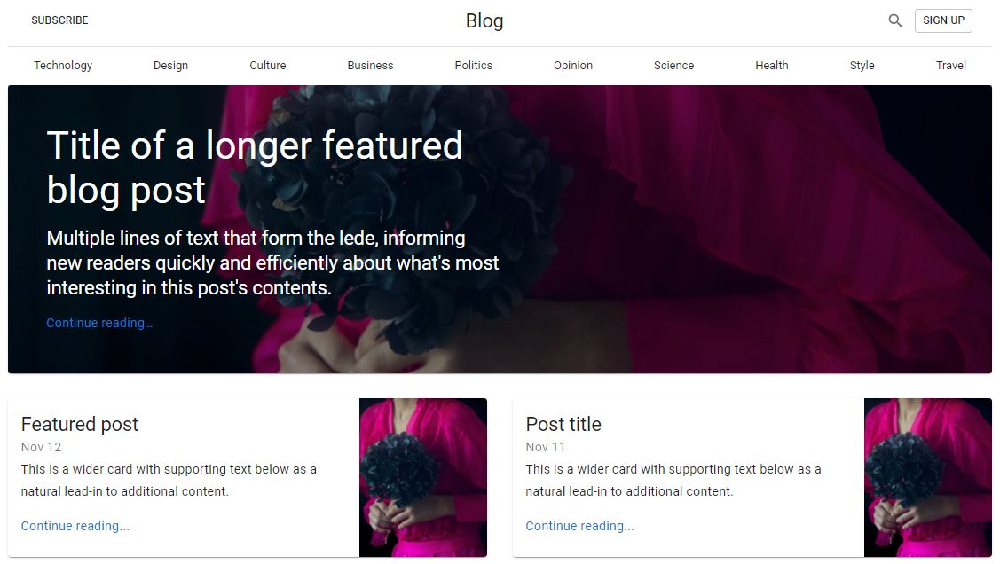 SUBSCRIBE
Blog
SIGN UP
Technology
Design
Culture
Business
Politics
Opinion
Science
Health
Style
Travel
Title of a longer featured
blog post
Multiple lines of text that form the lede, informing
new readers quickly and efficiently about what's most
interesting in this post's contents.
Continue reading…
Featured post
Nov 12
This is a wider card with supporting text below as a
natural lead-in to additional content.
Continue reading...
Post title
Nov 11
This is a wider card with supporting text below as a
natural lead-in to additional content.
Continue reading...